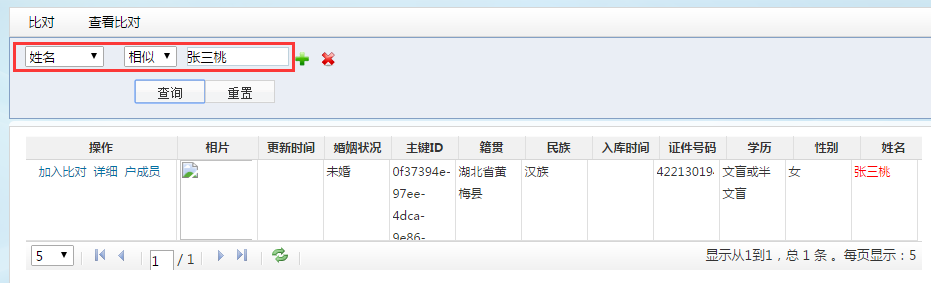 比对 查看比对
姓名 相似 张三桃
查询 重置
操作 相片 更新时间 婚姻状况 主键ID 籍贯 民族 入库时间 证件号码 学历 性别 姓名
加入比对 详细 户成员 未婚 0f37394e- 湖北省黄 汉族 42213019 文盲或半 女 张三桃
97ee- 梅县 文盲
4dca-
9e86-
5 1 / 1 显示从1到1，总 1 条 。每页显示：5